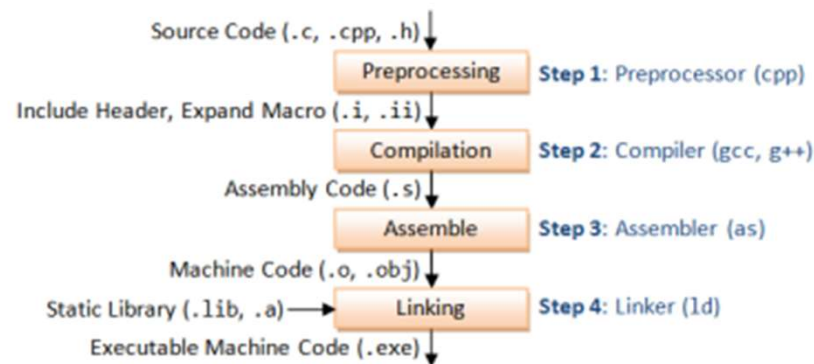 Source Code (.c, .cpp, .h)
Preprocessing Step 1: Preprocessor (cpp)
Include Header, Expand Macro (.i, .ii)
Compilation Step 2: Compiler (gcc, g++)
Assembly Code (.s)
Assemble Step 3: Assembler (as)
Machine Code (.o, .obj)
Static Library (.lib, .a) Linking Step 4: Linker (ld)
Executable Machine Code (.exe)